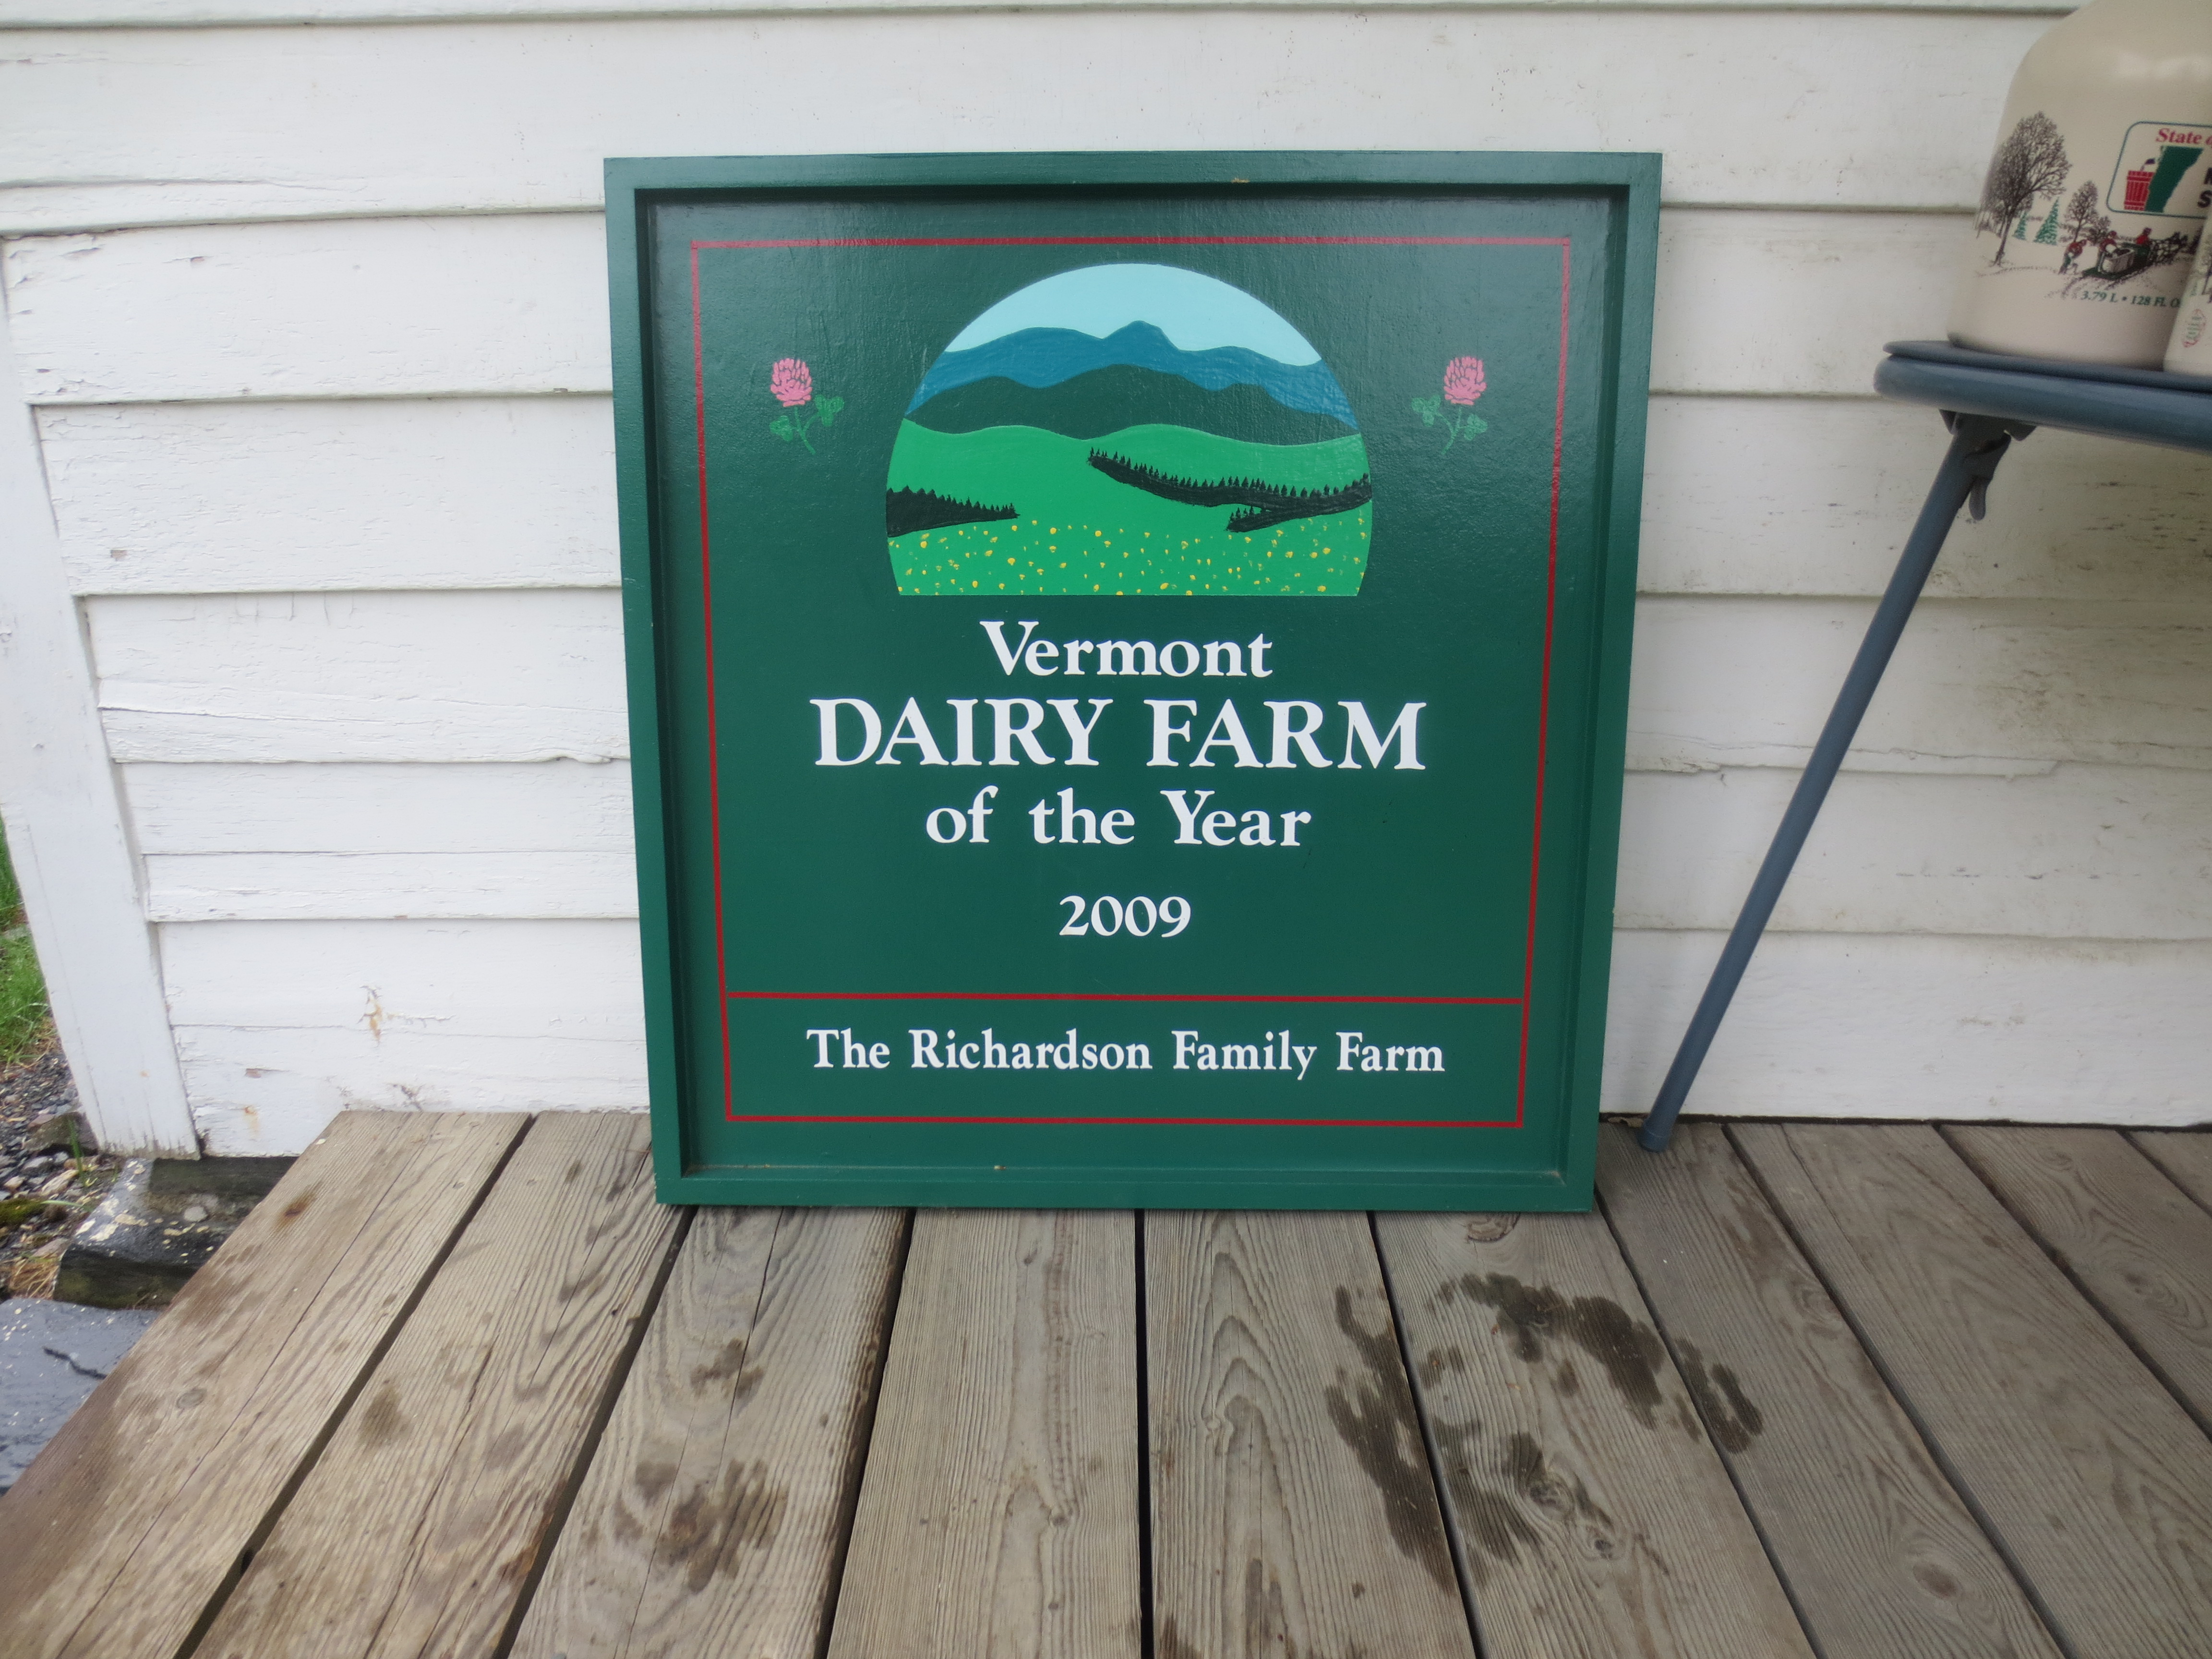 Vermont
DAIRY FARM
of the Year
2009
The Richardson Family Farm
State
3.79 L • 128 FL. O